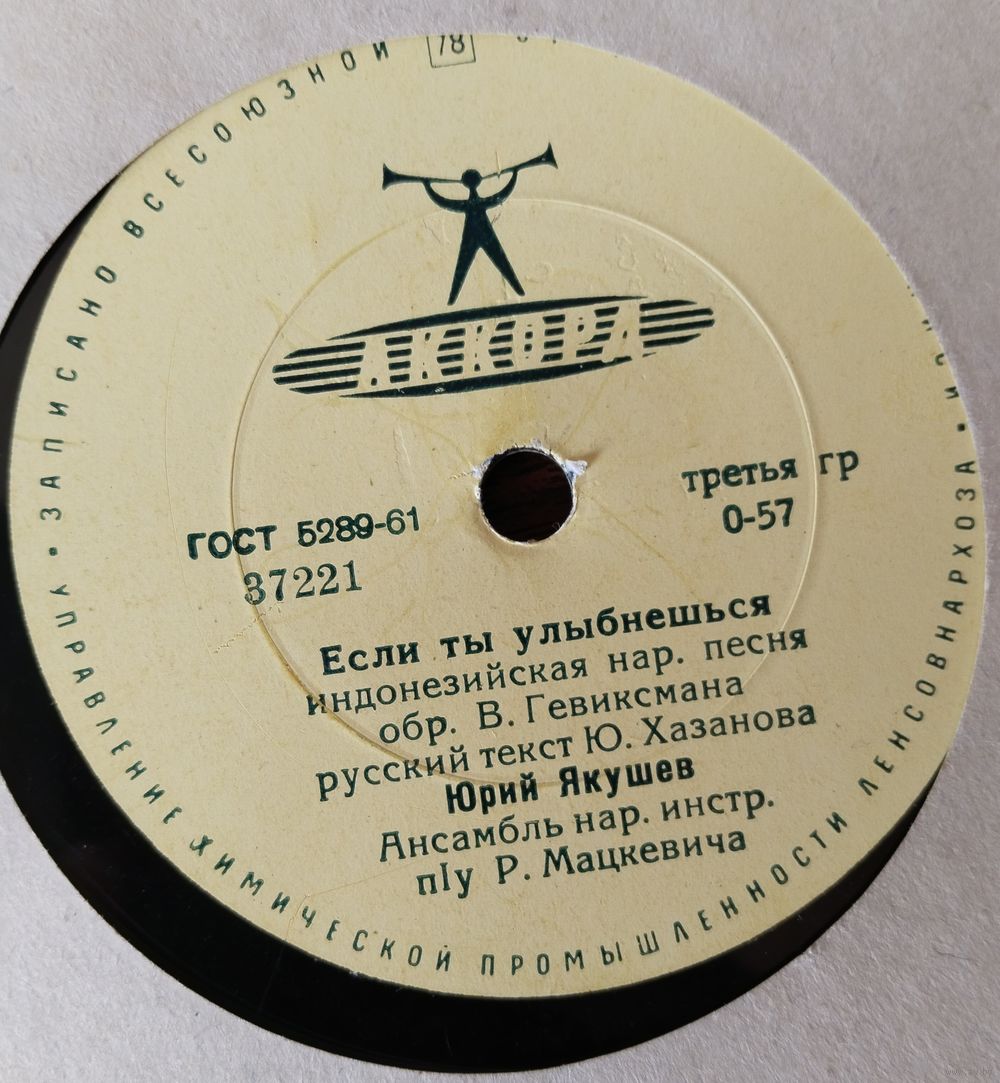 ЗАПИСАНО ВСЕСОЮЗНОЙ
78
АККОРД
третья гр
0-57
ГОСТ 5289-61
37221
Если ты улыбнешься
индонезийская нар. песня
обр. В. Гевиксмана
русский текст Ю. Хазанова
Юрий Якушев
Ансамбль нар. инстр.
п/у Р. Мацкевича
• УПРАВЛЕНИЕ ХИМИЧЕСКОЙ ПРОМЫШЛЕННОСТИ ЛЕНСОВНАРХОЗА •